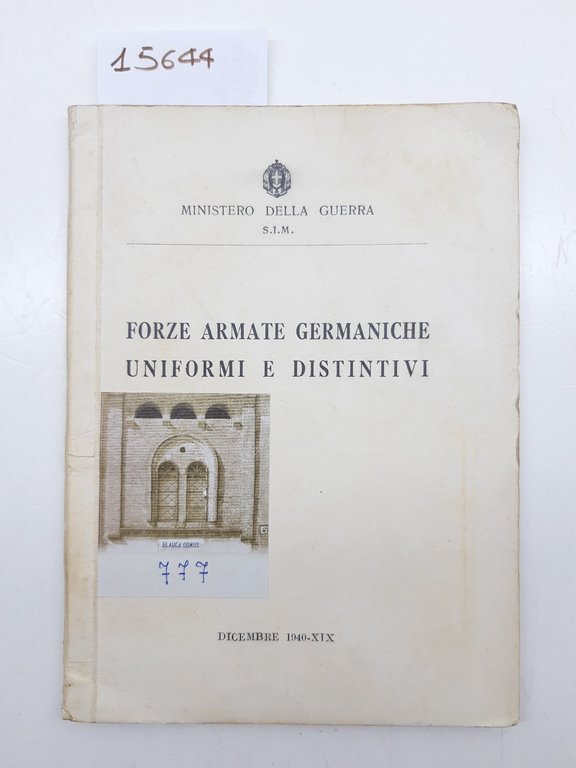 15644
MINISTERO DELLA GUERRA
S.I.M.
FORZE ARMATE GERMANICHE
UNIFORMI E DISTINTIVI
GLAUCA DOMUS
777
DICEMBRE 1940-XIX